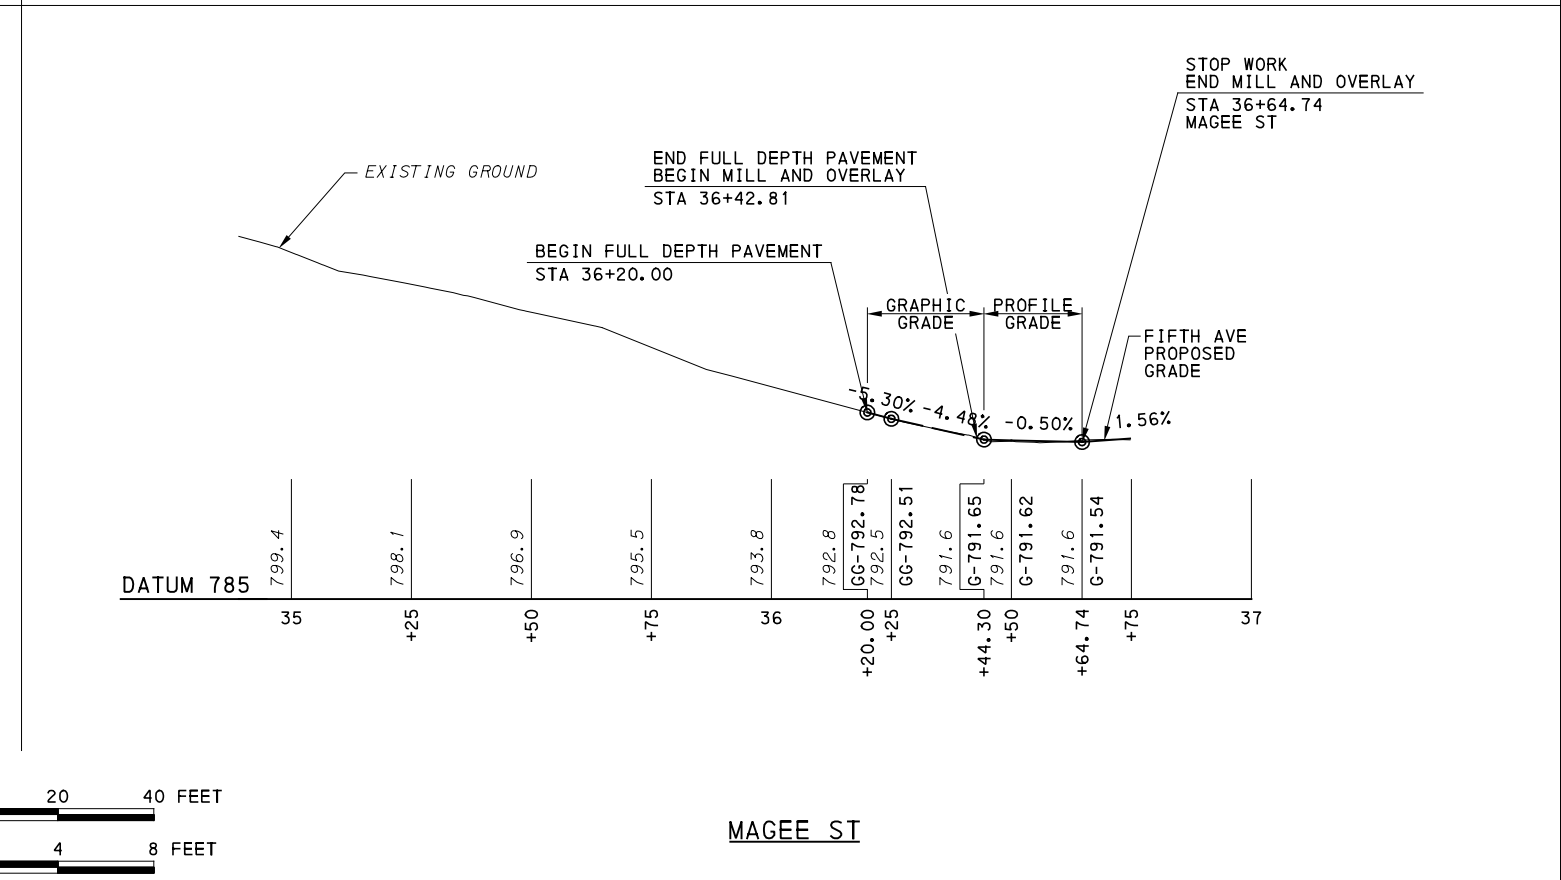 STOP WORK
END MILL AND OVERLAY
STA 36+64.74
MAGEE ST
END FULL DEPTH PAVEMENT
BEGIN MILL AND OVERLAY
STA 36+42.81
EXISTING GROUND
BEGIN FULL DEPTH PAVEMENT
STA 36+20.00
GRAPHIC
GRADE
PROFILE
GRADE
FIFTH AVE
PROPOSED
GRADE
-5.30%
-4.48%
-0.50%
1.56%
799.4
798.1
796.9
795.5
793.8
792.8
GG-792.78
792.5
GG-792.51
791.6
G-791.65
791.6
G-791.62
791.6
G-791.54
DATUM 785
35
+25
+50
+75
36
+20.00
+25
+44.30
+50
+64.74
+75
37
20 40 FEET
4 8 FEET
MAGEE ST